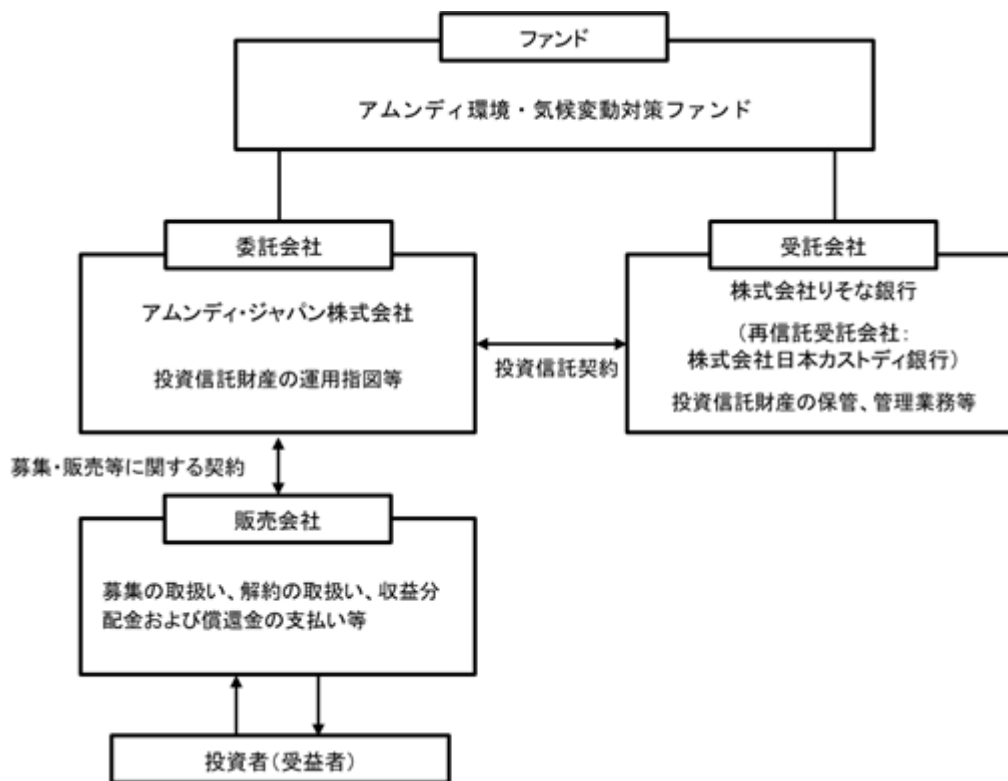 ファンド
アムンディ環境・気候変動対策ファンド
委託会社
アムンディ・ジャパン株式会社
投資信託財産の運用指図等
投資信託契約
受託会社
株式会社りそな銀行
(再信託受託会社:
株式会社日本カストディ銀行)
投資信託財産の保管、管理業務等
募集・販売等に関する契約
販売会社
募集の取扱い、解約の取扱い、収益分
配金および償還金の支払い等
投資者(受益者)